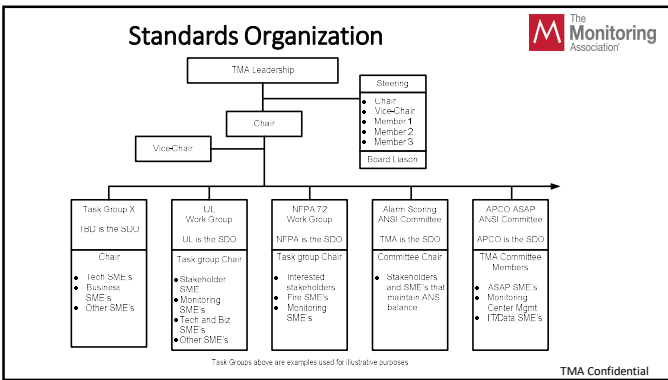 Standards Organization
The
Monitoring
Association
TMA Leadership
Steering
• Chair
• Vice-Chair
• Member 1
• Member 2
• Member 3
Board Liason
Chair
Vice-Chair
Task Group X
TBD is the SDO
Chair
• Tech SME's
• Business
SME's
• Other SME's
UL
Work Group
UL is the SDO
Task group Chair
• Stakeholder
SME
• Monitoring
SME's
• Tech and Biz
SME's
• Other SME's
NFPA 72
Work Group
NFPA is the SDO
Task group Chair
• Interested
stakeholders
• Fire SME's
• Monitoring
SME's
Alarm Scoring
ANSI Committee
TMA is the SDO
Committee Chair
• Stakeholders
and SME's that
maintain ANS
balance
APCO ASAP
ANSI Committee
APCO is the SDO
TMA Committee
Members
• ASAP SME's
• Monitoring
Center Mgmt
• IT/Data SME's
Task Groups above are examples used for illustrative purposes
TMA Confidential